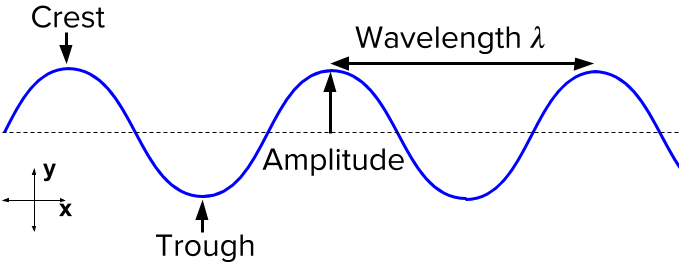 Crest
Wavelength λ
Amplitude
y
x
Trough